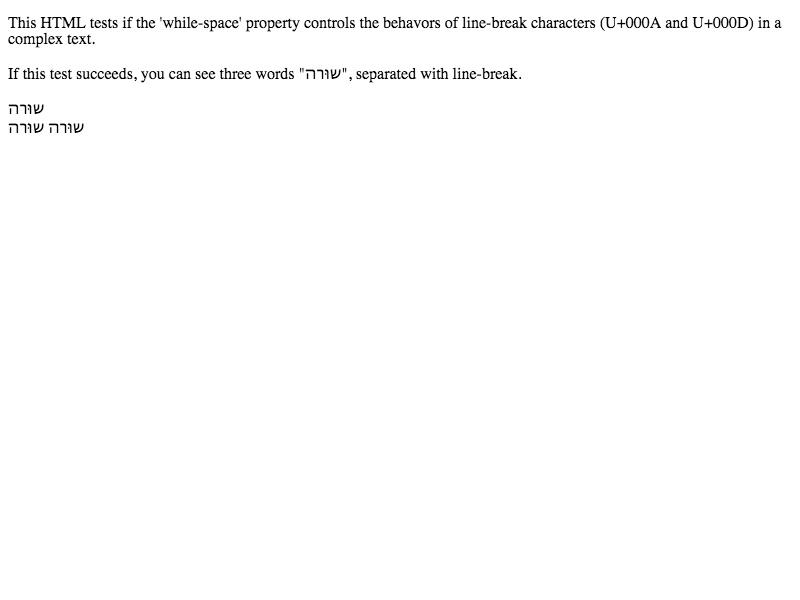 This HTML tests if the 'while-space' property controls the behavors of line-break characters (U+000A and U+000D) in a
complex text.
If this test succeeds, you can see three words "שורה", separated with line-break.
שורה
שורה שורה